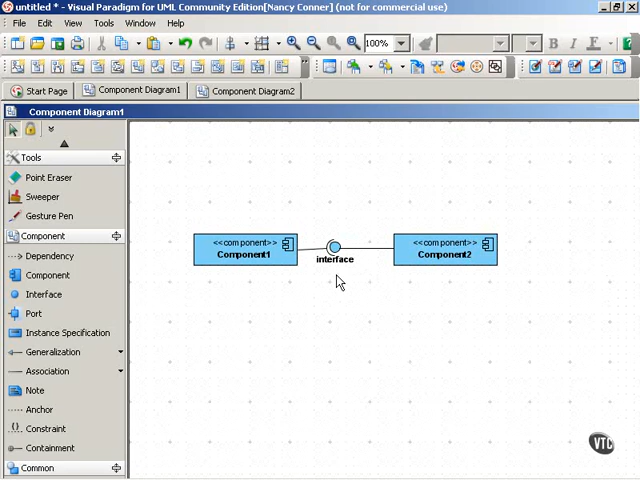 untitled * - Visual Paradigm for UML Community Edition[Nancy Conner] (not for commercial use)
File Edit View Tools Window Help
100%
B I
Start Page Component Diagram1 Component Diagram2
Component Diagram1
Tools
Point Eraser
Sweeper
Gesture Pen
Component
Dependency
Component
Interface
Port
Instance Specification
Generalization
Association
Note
Anchor
Constraint
Containment
Common
<<component>>
Component1
interface
<<component>>
Component2
VTC